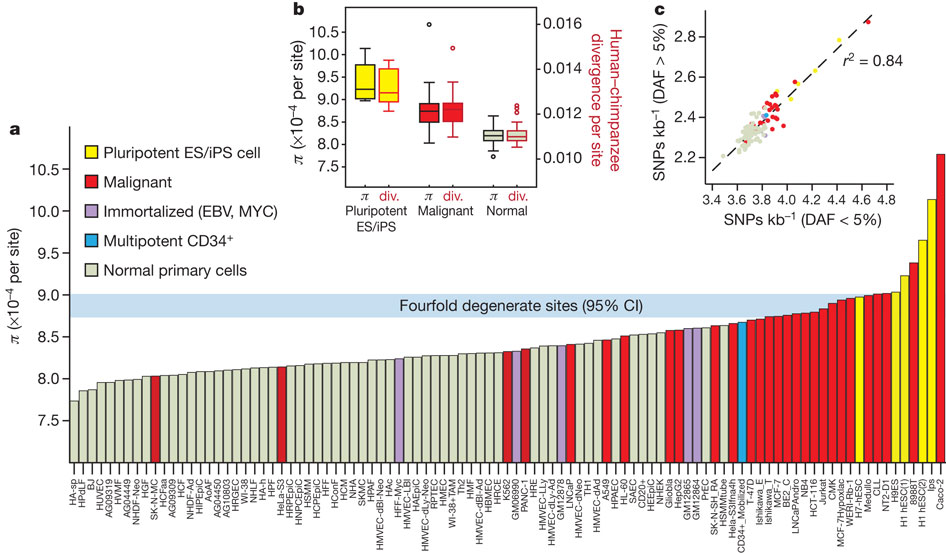 a
π (×10⁻⁴ per site)
10.5
10.0
9.5
9.0
8.5
8.0
7.5
Pluripotent ES/iPS cell
Malignant
Immortalized (EBV, MYC)
Multipotent CD34⁺
Normal primary cells
Fourfold degenerate sites (95% CI)
b
π (×10⁻⁴ per site)
10.5
10.0
9.5
9.0
8.5
8.0
7.5
0.016
0.014
0.012
0.010
Human–chimpanzee
divergence per site
π div. π div. π div.
Pluripotent Malignant Normal
ES/iPS
c
SNPs kb⁻¹ (DAF > 5%)
2.8
2.6
2.4
2.2
r² = 0.84
3.4 3.6 3.8 4.0 4.2 4.4 4.6 4.8
SNPs kb⁻¹ (DAF < 5%)
HA-sp
HPdLF
BJ
HUVEC
AG09319
HVMF
AG04449
NHDF-Neo
HGF
SK-N-MC
HCFaa
AG09309
HCF
NHDF-Ad
HIPEpiC
AoAF
AG04450
AG10803
HRGEC
WI-38
NHLF
HA-h
HPF
HeLa-S3
HRPEpiC
HNPCEpiC
HSMM
HCPEpiC
HFF
HConF
HCM
NHA
SKMC
HPAF
HMVEC-dBl-Neo
HAc
HFF-Myc
HMVEC-LBl
HAEpiC
HMVEC-dLy-Neo
RPTEC
HMEC
WI-38-TAM
Th2
HMF
HMVEC-dBl-Ad
HBMEC
HRCE
K562
GM06990
PANC-1
HRE
HMVEC-LLy
HMVEC-dLy-Ad
GM12878
LNCaP
HMVEC-dNeo
H1
HMVEC-dAd
A549
HPAEC
HL-60
SAEC
CD20+
HEEpiC
NHEK
Gliobla
HepG2
GM12865
GM12864
PrEC
SK-N-SH_RA
HSMMtube
Hela-S3Ifna4h
CD34+_Mobilized
T-47D
Ishikawa_E
Ishikawa_T
MCF-7
BE2_C
LNCaPAndro
NB4
HCT-116
Jurkat
CMK
MCF-7Hypolac
WERI-Rb-1
H7-hESC
Medullo
CLL
NT2-D1
H9ES
H1 hESC(1)
8988T
H1 hESC(2)
Ips
Caco-2